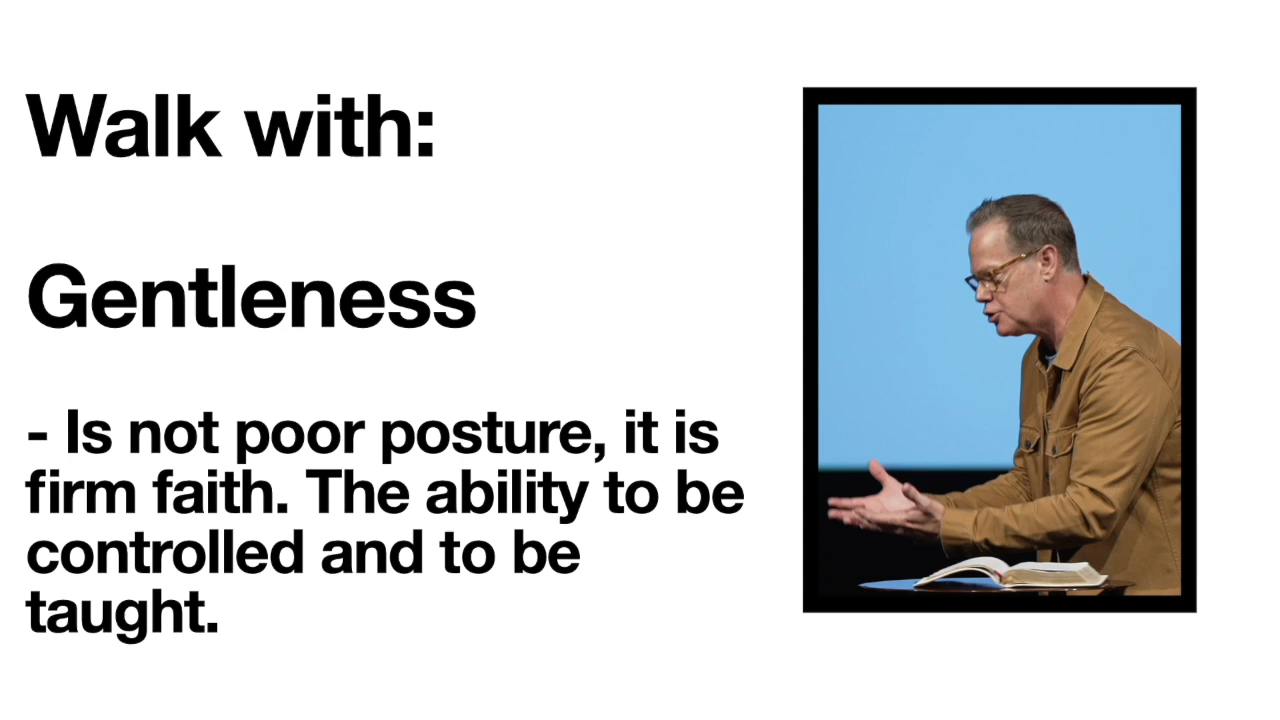 Walk with:
Gentleness
- Is not poor posture, it is
firm faith. The ability to be
controlled and to be
taught.